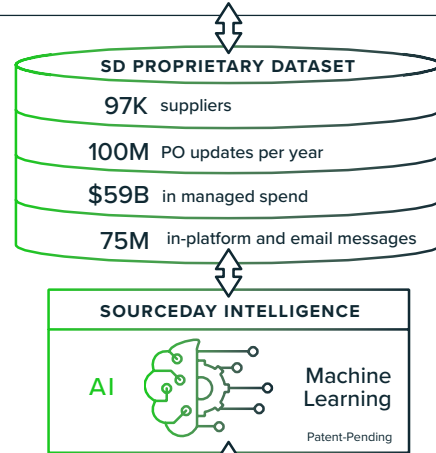 SD PROPRIETARY DATASET
97K suppliers
100M PO updates per year
$59B in managed spend
75M in-platform and email messages
SOURCEDAY INTELLIGENCE
AI
Machine
Learning
Patent-Pending